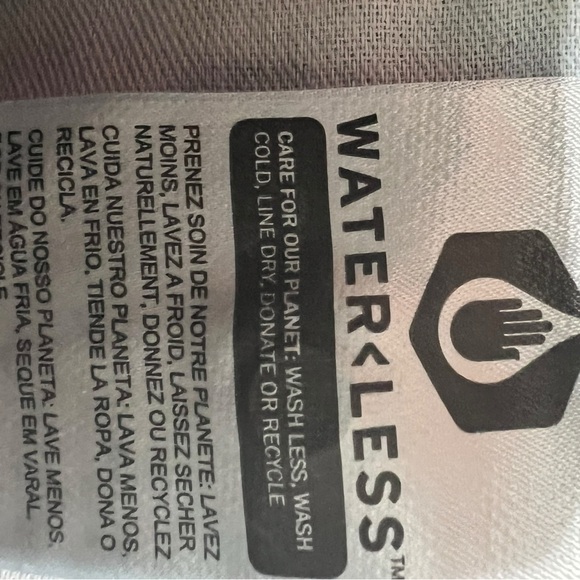 WATER<LESS™
CARE FOR OUR PLANET: WASH LESS, WASH
COLD, LINE DRY, DONATE OR RECYCLE
PRENEZ SOIN DE NOTRE PLANETE: LAVEZ
MOINS, LAVEZ A FROID, LAISSEZ SECHER
NATURELLEMENT, DONNEZ OU RECYCLEZ
CUIDA NUESTRO PLANETA: LAVA MENOS,
LAVA EN FRIO, TIENDE LA ROPA, DONA O
RECICLA.
CUIDE DO NOSSO PLANETA: LAVE MENOS,
LAVE EM ÁGUA FRIA, SEQUE EM VARAL,